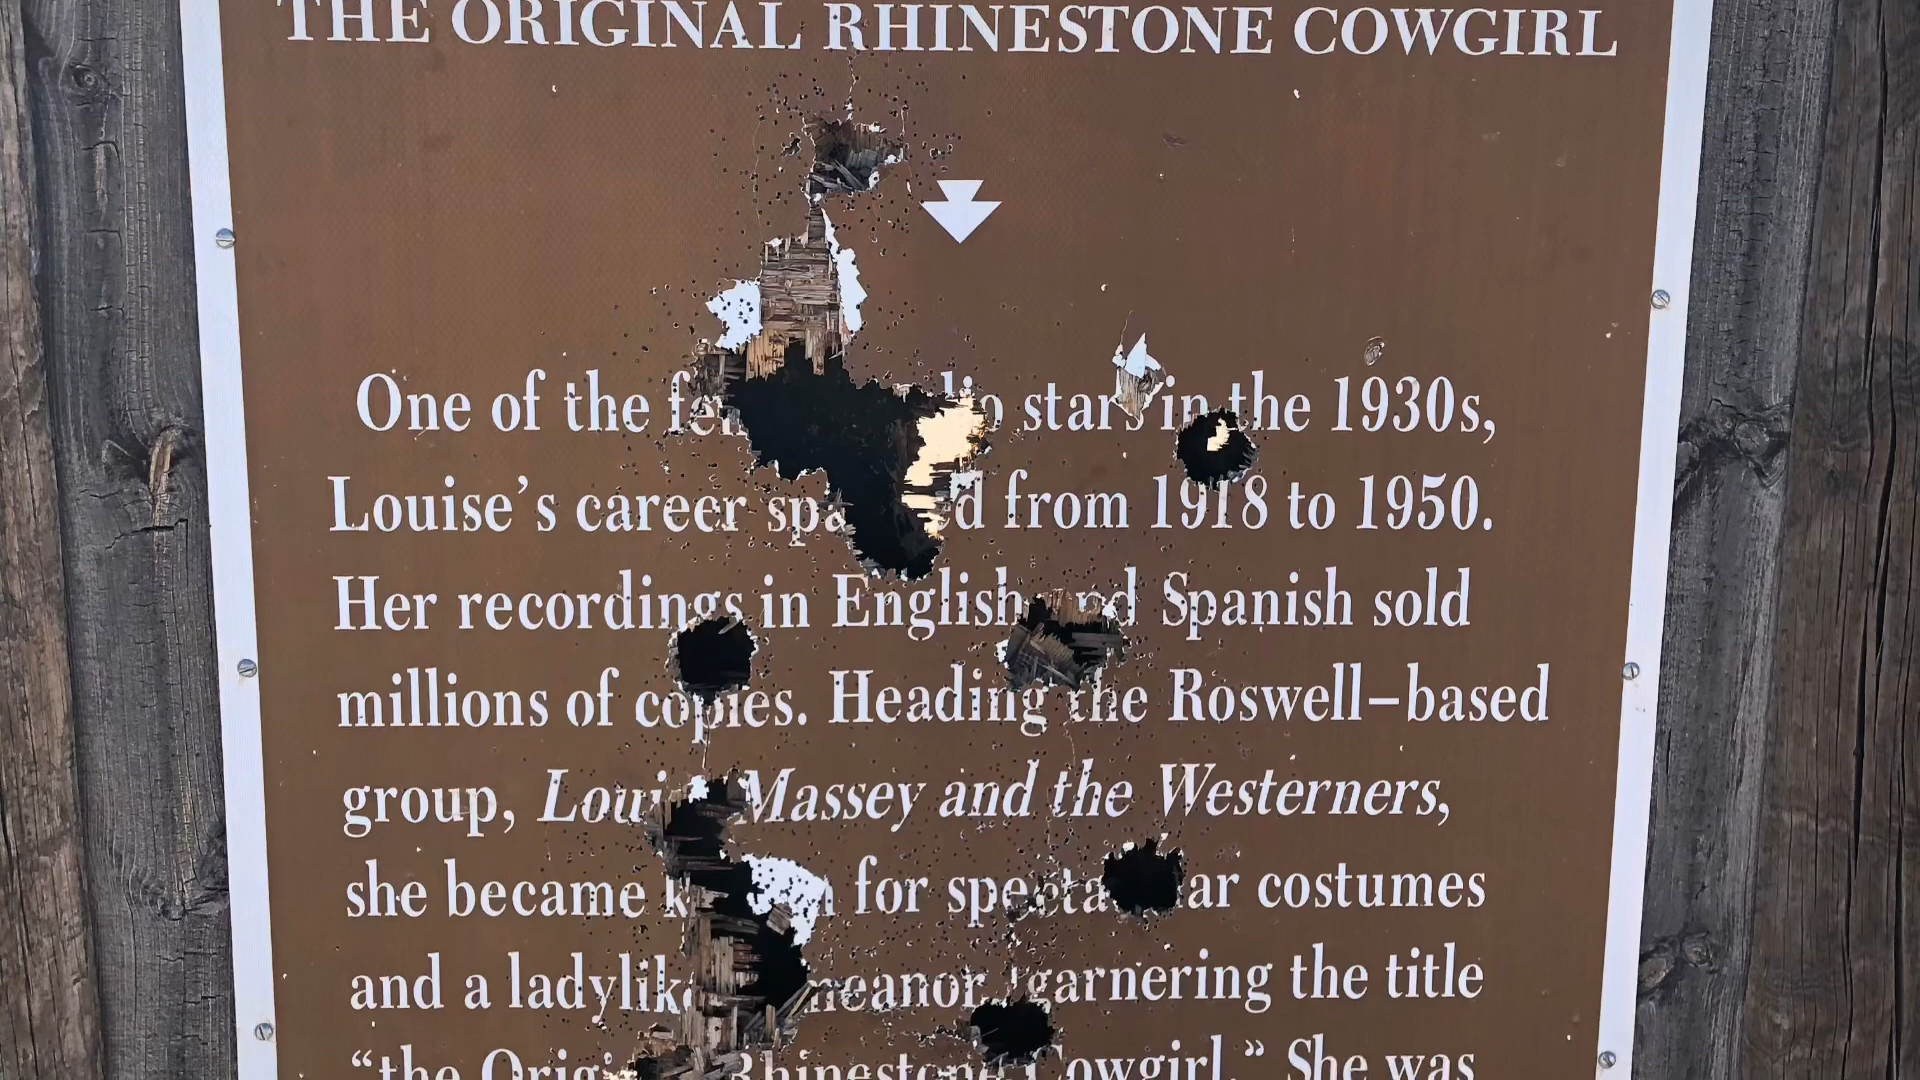 THE ORIGINAL RHINESTONE COWGIRL
One of the stars in the 1930s,
Louise's career from 1918 to 1950.
Her recordings in English and Spanish sold
millions of copies. Heading the Roswell-based
group, Massey and the Westerners,
she became for costumes
and a garnering the title
"the Rhinestone Cowgirl." She was